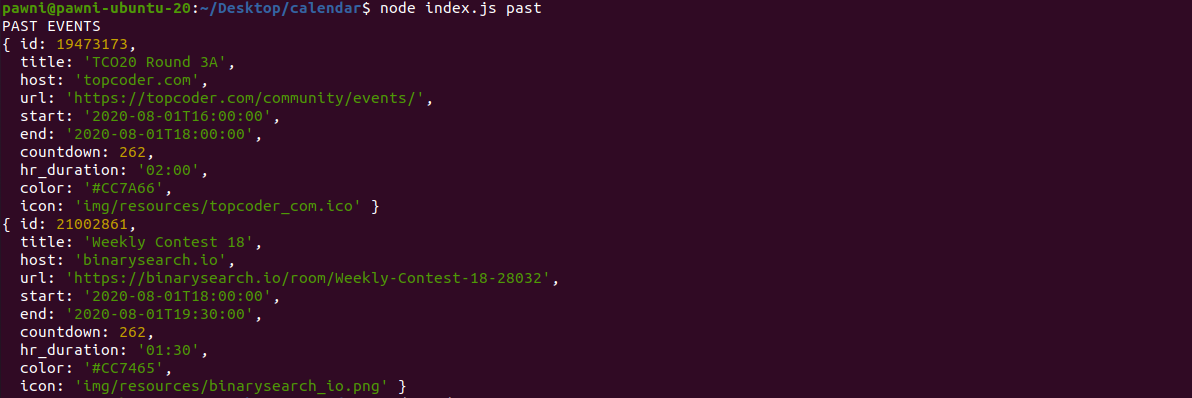 pawni@pawni-ubuntu-20:~/Desktop/calendar$ node index.js past
PAST EVENTS
{ id: 19473173,
  title: 'TCO20 Round 3A',
  host: 'topcoder.com',
  url: 'https://topcoder.com/community/events/',
  start: '2020-08-01T16:00:00',
  end: '2020-08-01T18:00:00',
  countdown: 262,
  hr_duration: '02:00',
  color: '#CC7A66',
  icon: 'img/resources/topcoder_com.ico' }
{ id: 21002861,
  title: 'Weekly Contest 18',
  host: 'binarysearch.io',
  url: 'https://binarysearch.io/room/Weekly-Contest-18-28032',
  start: '2020-08-01T18:00:00',
  end: '2020-08-01T19:30:00',
  countdown: 262,
  hr_duration: '01:30',
  color: '#CC7465',
  icon: 'img/resources/binarysearch_io.png' }